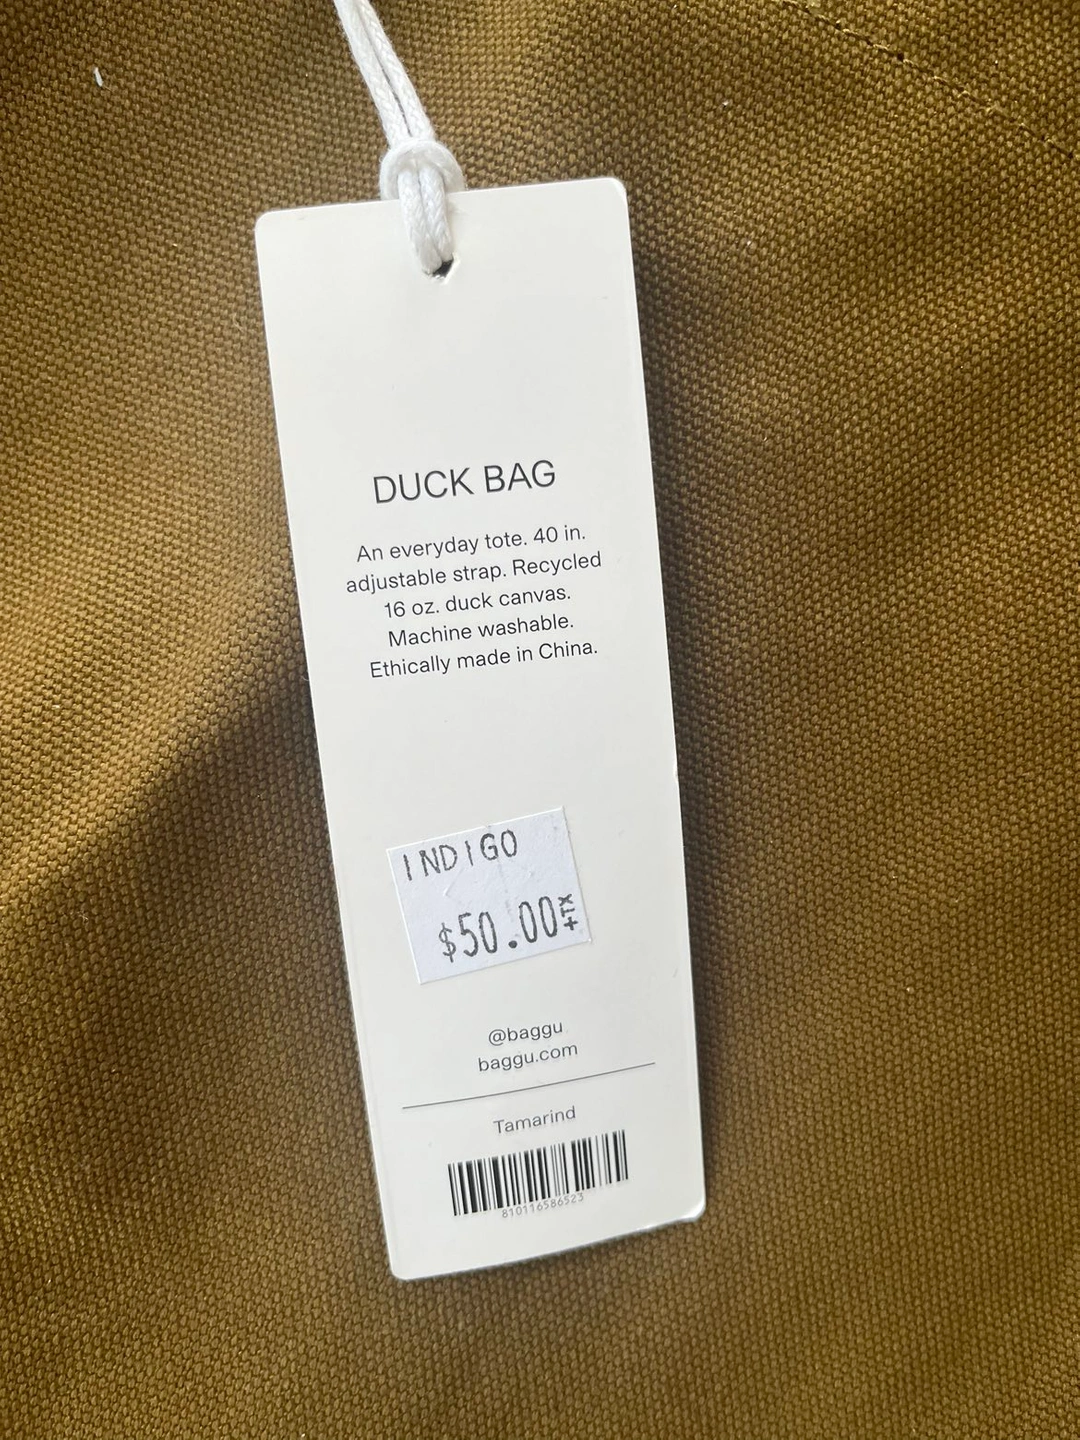 DUCK BAG
An everyday tote. 40 in.
adjustable strap. Recycled
16 oz. duck canvas.
Machine washable.
Ethically made in China.
INDIGO
$50.00+TX
@baggu
baggu.com
Tamarind
810116586523